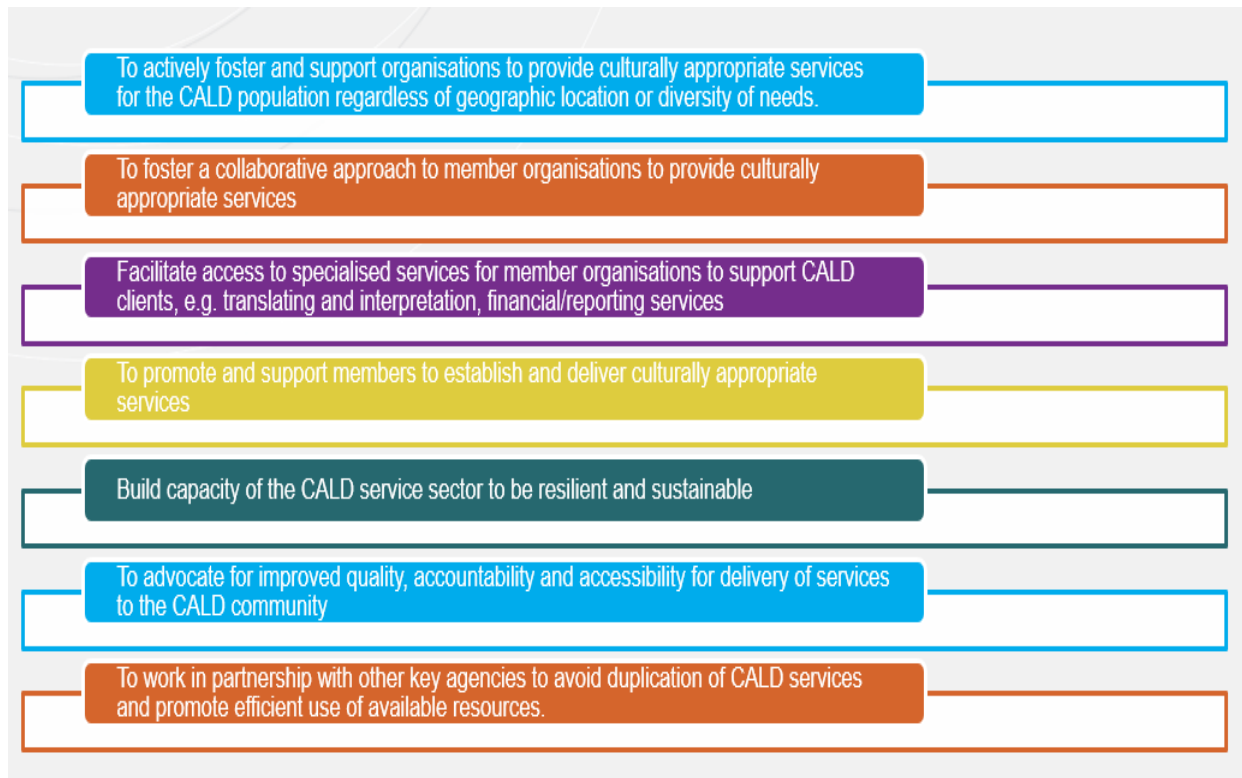 To actively foster and support organisations to provide culturally appropriate services
for the CALD population regardless of geographic location or diversity of needs.
To foster a collaborative approach to member organisations to provide culturally
appropriate services
Facilitate access to specialised services for member organisations to support CALD
clients, e.g. translating and interpretation, financial/reporting services
To promote and support members to establish and deliver culturally appropriate
services
Build capacity of the CALD service sector to be resilient and sustainable
To advocate for improved quality, accountability and accessibility for delivery of services
to the CALD community
To work in partnership with other key agencies to avoid duplication of CALD services
and promote efficient use of available resources.